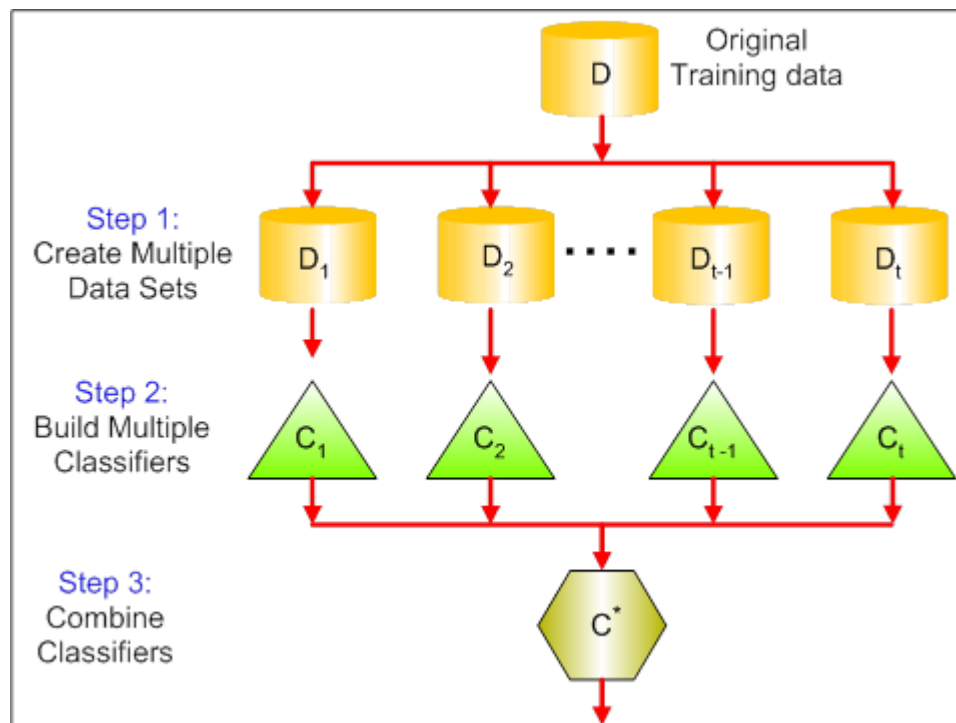 Original
Training data
D
Step 1:
Create Multiple
Data Sets
D₁
D₂
....
Dₜ₋₁
Dₜ
Step 2:
Build Multiple
Classifiers
C₁
C₂
Cₜ₋₁
Cₜ
Step 3:
Combine
Classifiers
C*